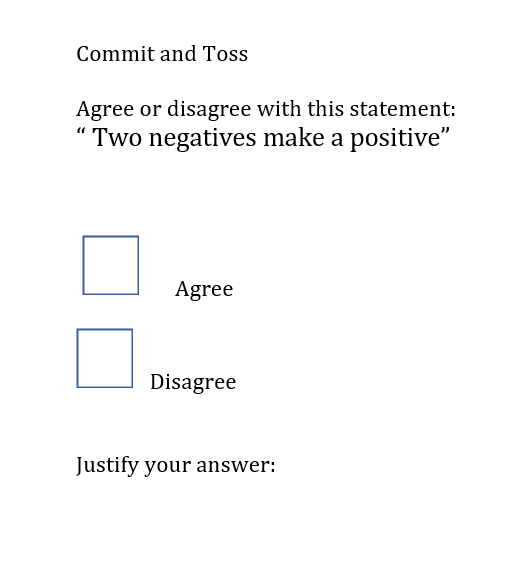 Commit and Toss
Agree or disagree with this statement:
“ Two negatives make a positive”
Agree
Disagree
Justify your answer: